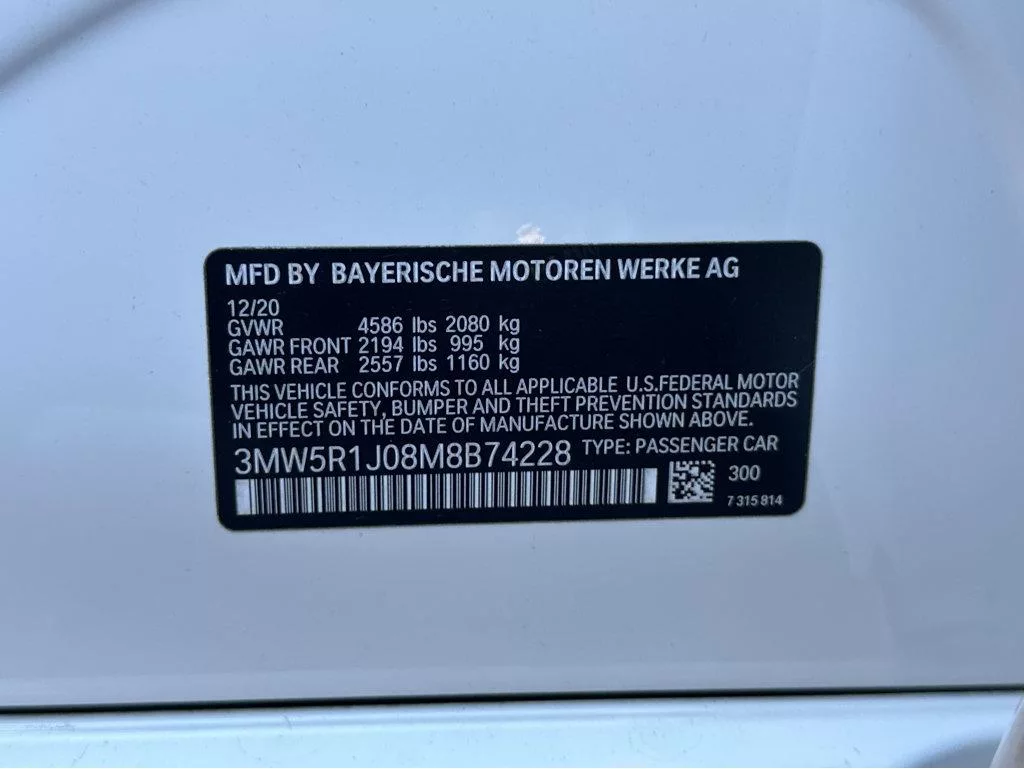 MFD BY BAYERISCHE MOTOREN WERKE AG
12/20
GVWR 4586 lbs 2080 kg
GAWR FRONT 2194 lbs 995 kg
GAWR REAR 2557 lbs 1160 kg
THIS VEHICLE CONFORMS TO ALL APPLICABLE U.S.FEDERAL MOTOR
VEHICLE SAFETY, BUMPER AND THEFT PREVENTION STANDARDS
IN EFFECT ON THE DATE OF MANUFACTURE SHOWN ABOVE.
3MW5R1J08M8B74228 TYPE: PASSENGER CAR
300
7 315 814